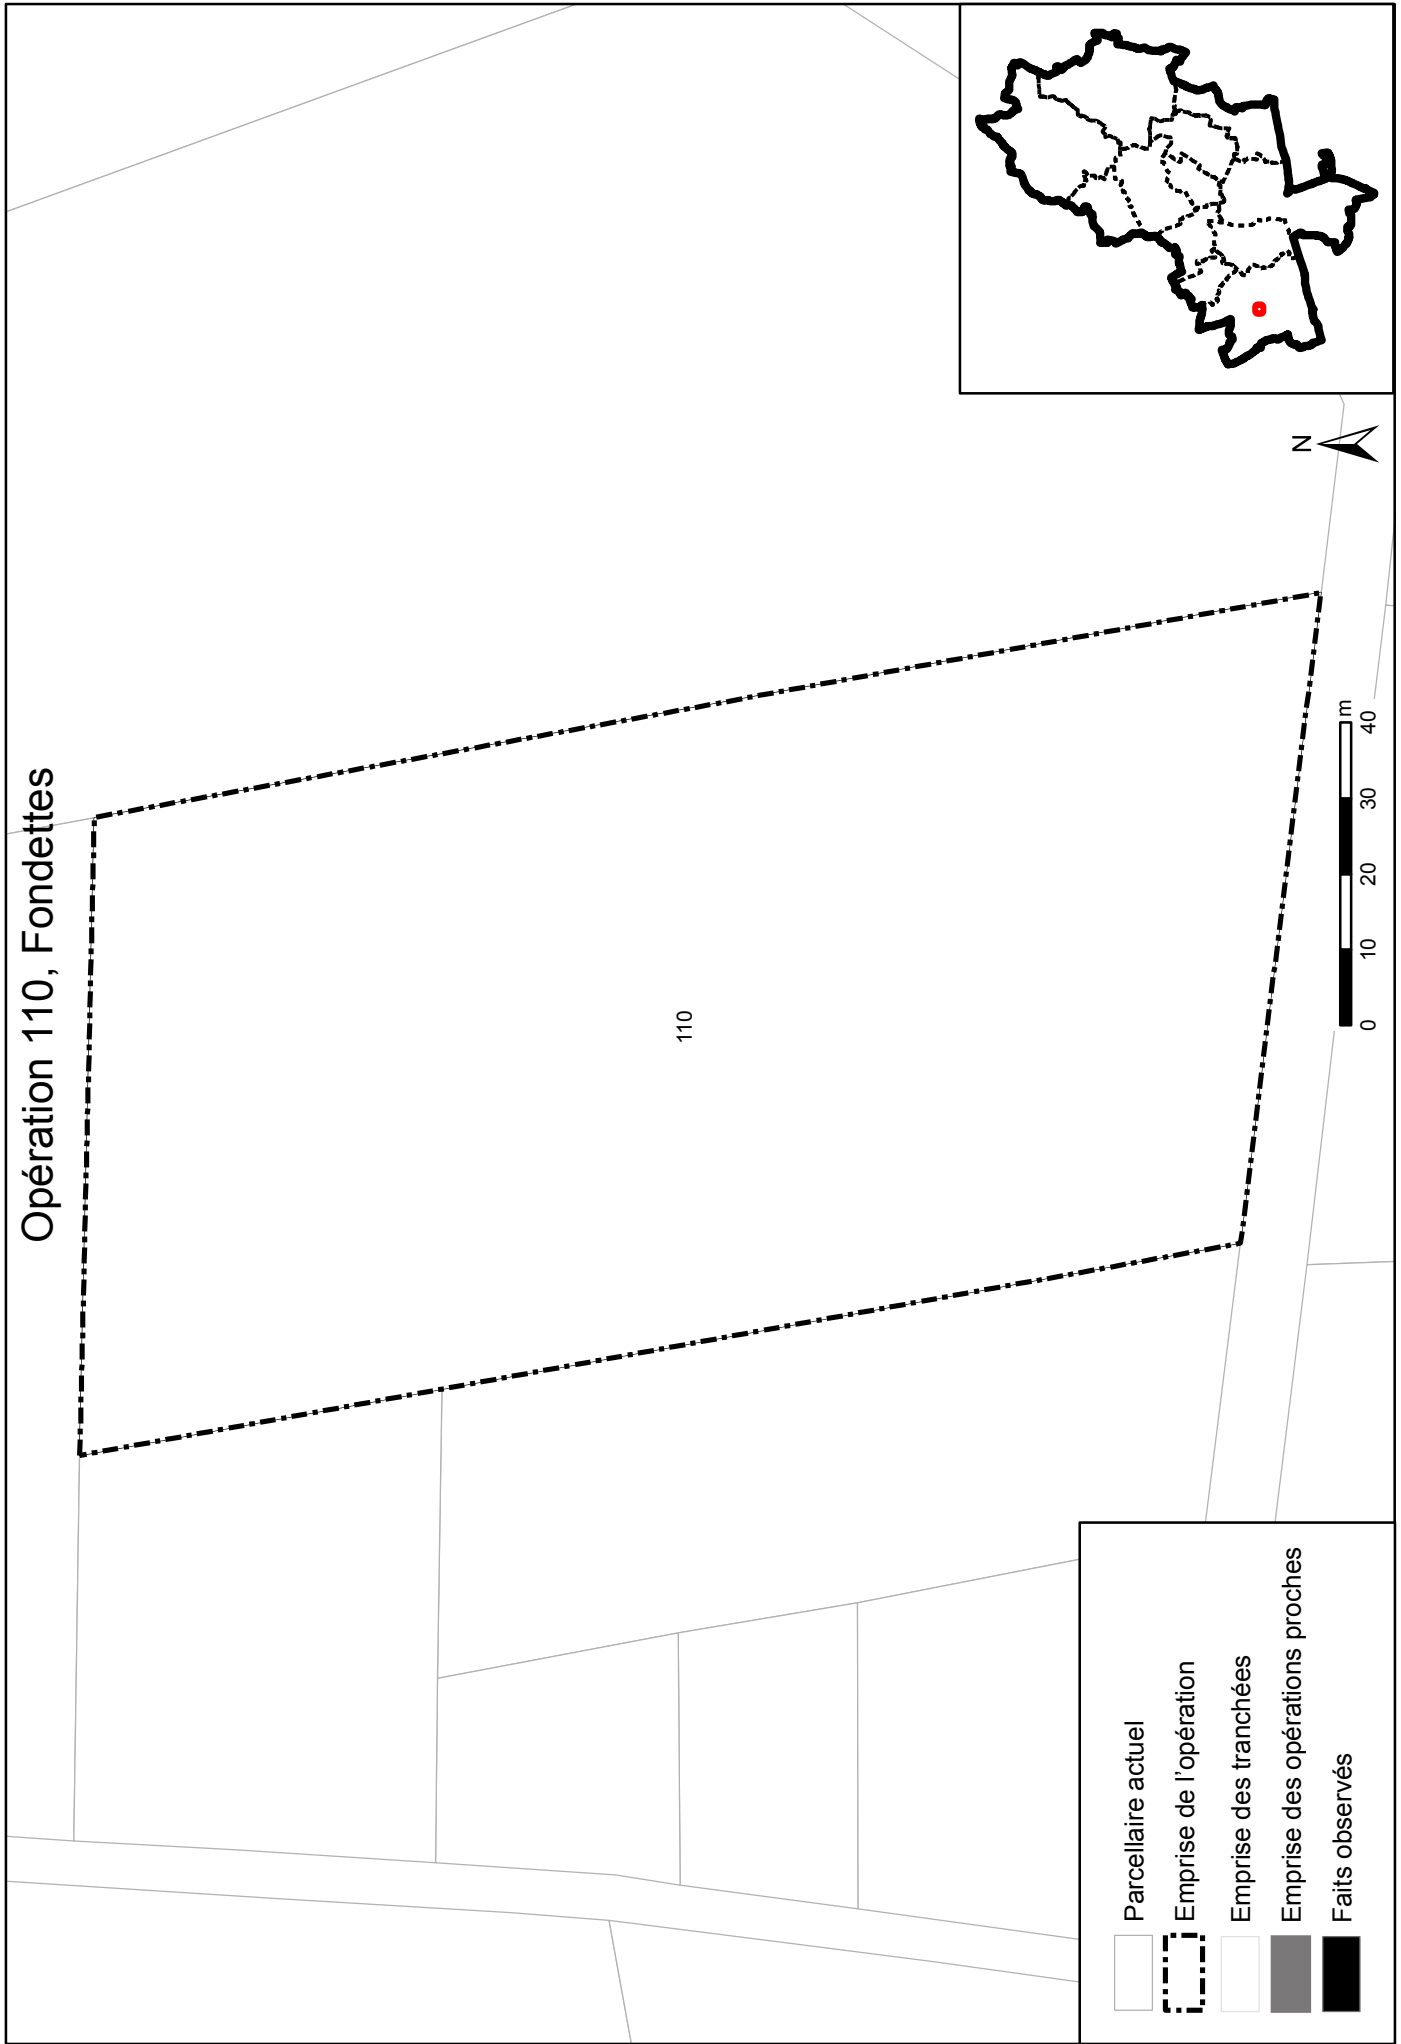 Opération 110, Fondettes
110
N
m
0 10 20 30 40
Parcellaire actuel
Emprise de l'opération
Emprise des tranchées
Emprise des opérations proches
Faits observés